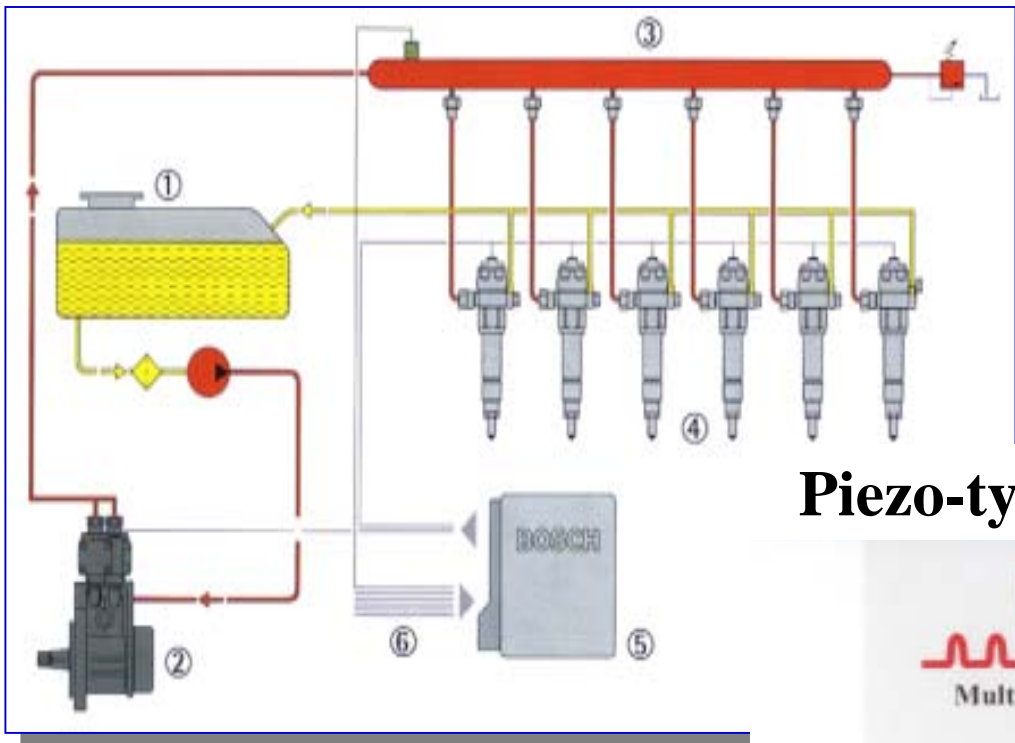 ③
①
④
Piezo-ty
BOSCH
⑥
⑤
②
Mult